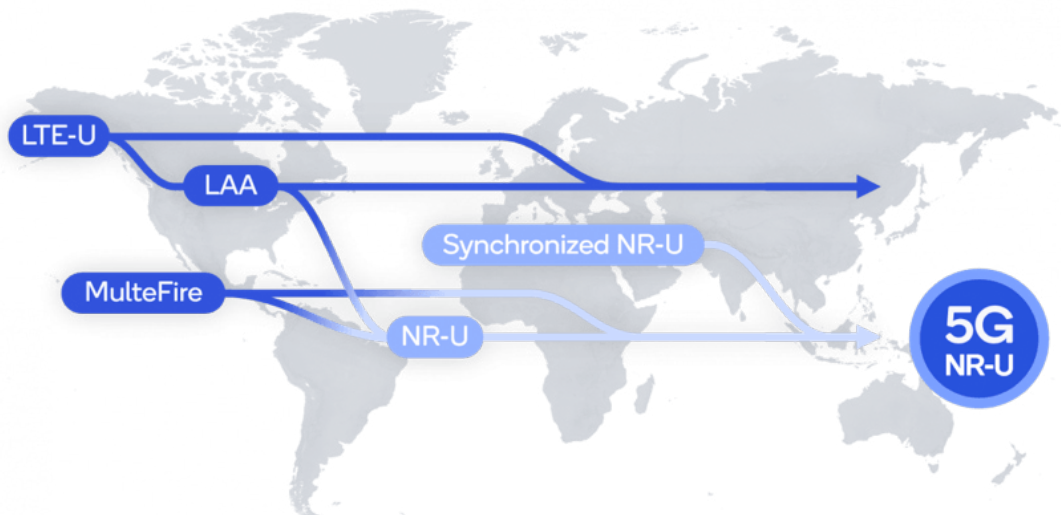 LTE-U
LAA
Synchronized NR-U
MulteFire
NR-U
5G
NR-U